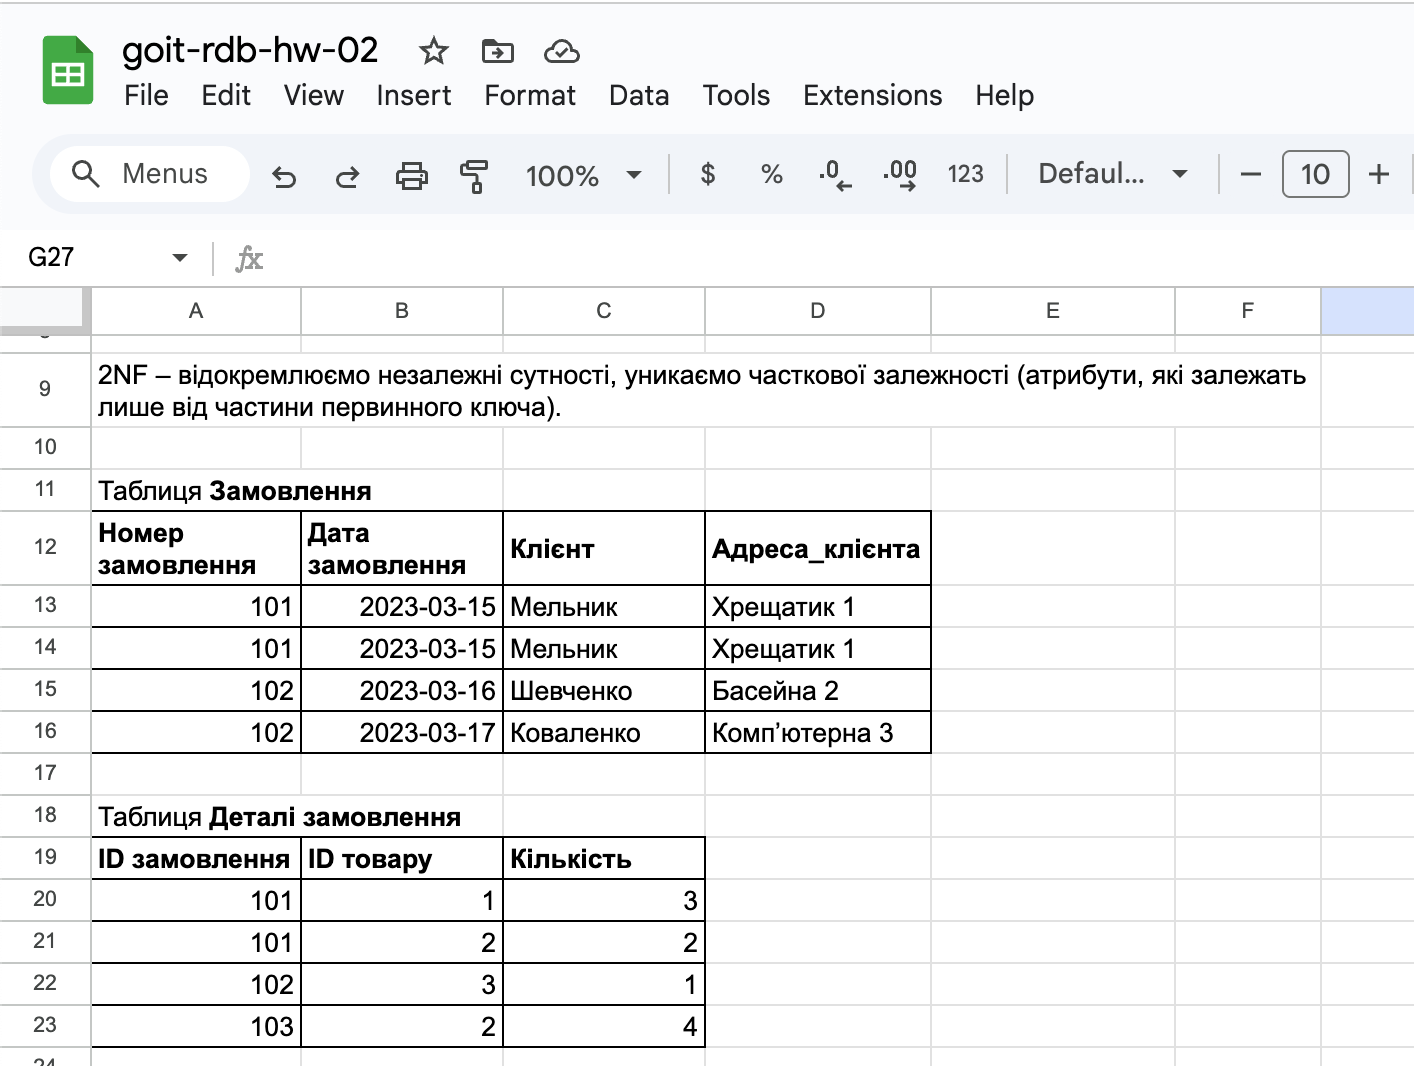 goit-rdb-hw-02
File Edit View Insert Format Data Tools Extensions Help
Menus 100% $ % .0 .00 123 Defaul... − 10 +
G27 fx
A B C D E F
9 2NF – відокремлюємо незалежні сутності, уникаємо часткової залежності (атрибути, які залежать
лише від частини первинного ключа).
10
11 Таблиця Замовлення
12 Номер замовлення Дата замовлення Клієнт Адреса_клієнта
13 101 2023-03-15 Мельник Хрещатик 1
14 101 2023-03-15 Мельник Хрещатик 1
15 102 2023-03-16 Шевченко Басейна 2
16 102 2023-03-17 Коваленко Комп’ютерна 3
17
18 Таблиця Деталі замовлення
19 ID замовлення ID товару Кількість
20 101 1 3
21 101 2 2
22 102 3 1
23 103 2 4